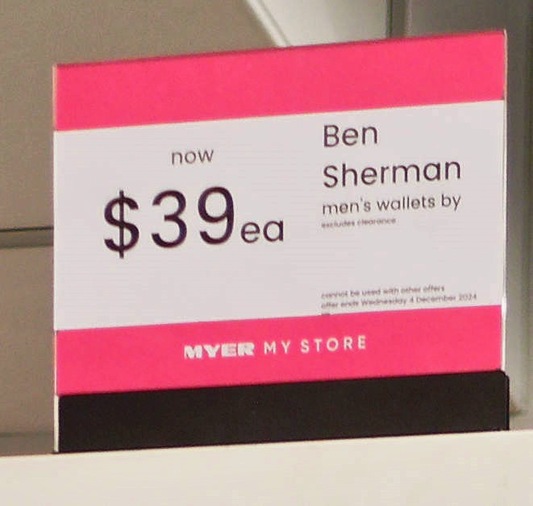 now
$39ea
Ben
Sherman
men's wallets by
excludes clearance
cannot be used with other offers
offer ends Wednesday 4 December 2024
MYER MY STORE